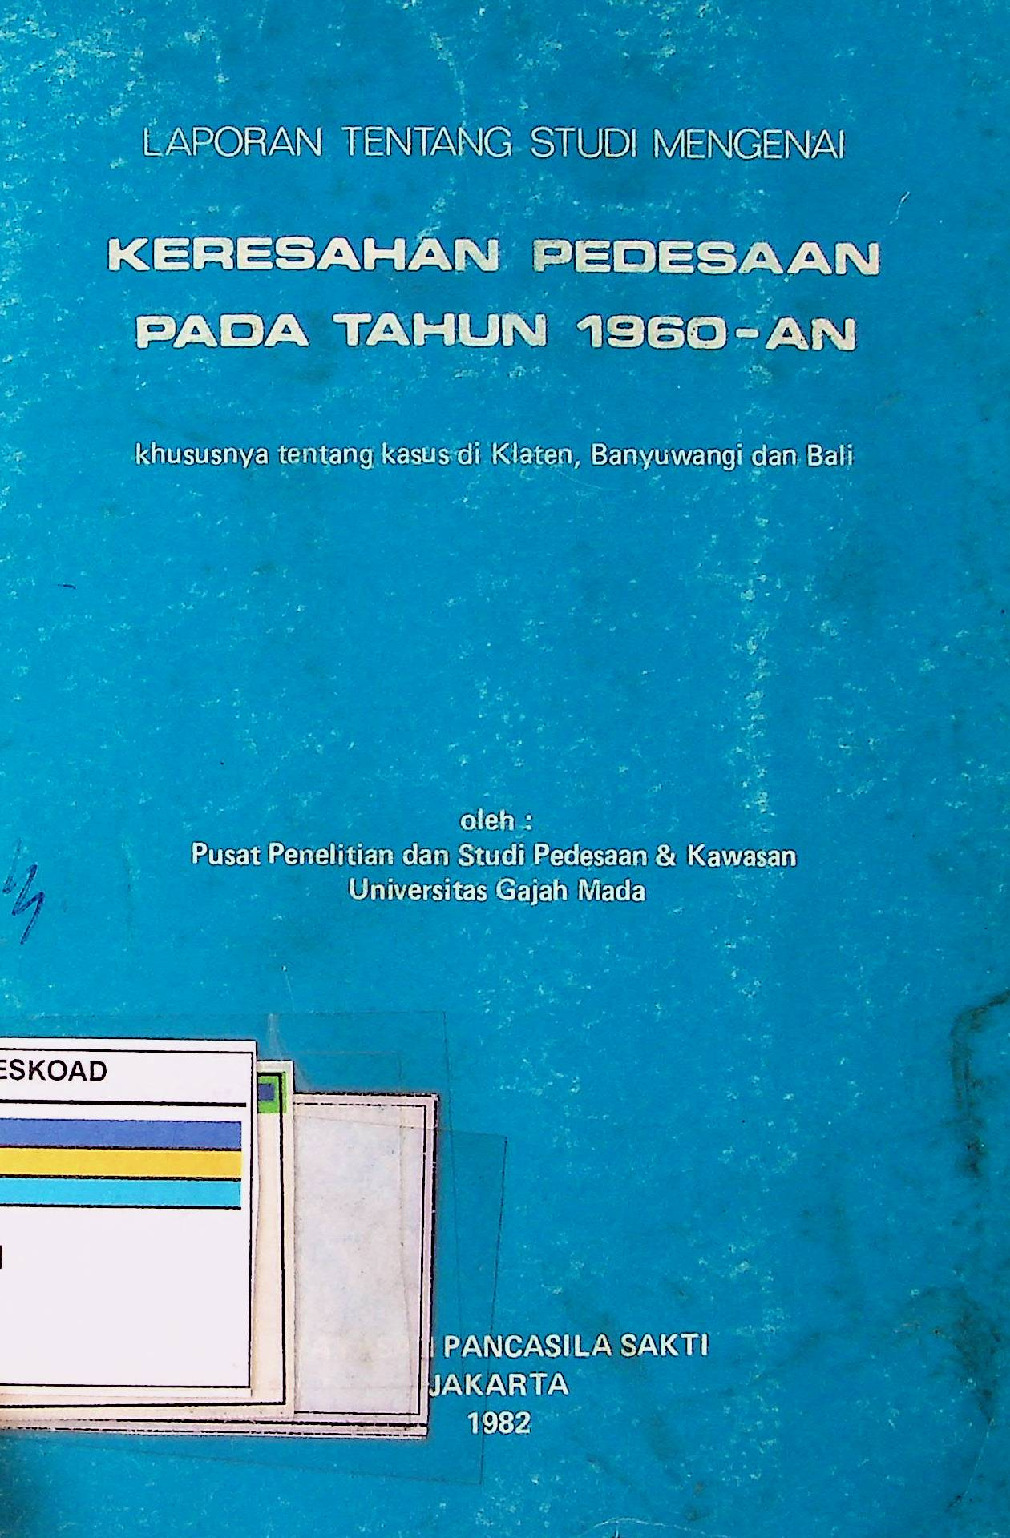 LAPORAN TENTANG STUDI MENGENAI
KERESAHAN PEDESAAN
PADA TAHUN 1960-AN
khususnya tentang kasus di Klaten, Banyuwangi dan Bali
oleh :
Pusat Penelitian dan Studi Pedesaan & Kawasan
Universitas Gajah Mada
ESKOAD
PANCASILA SAKTI
JAKARTA
1982